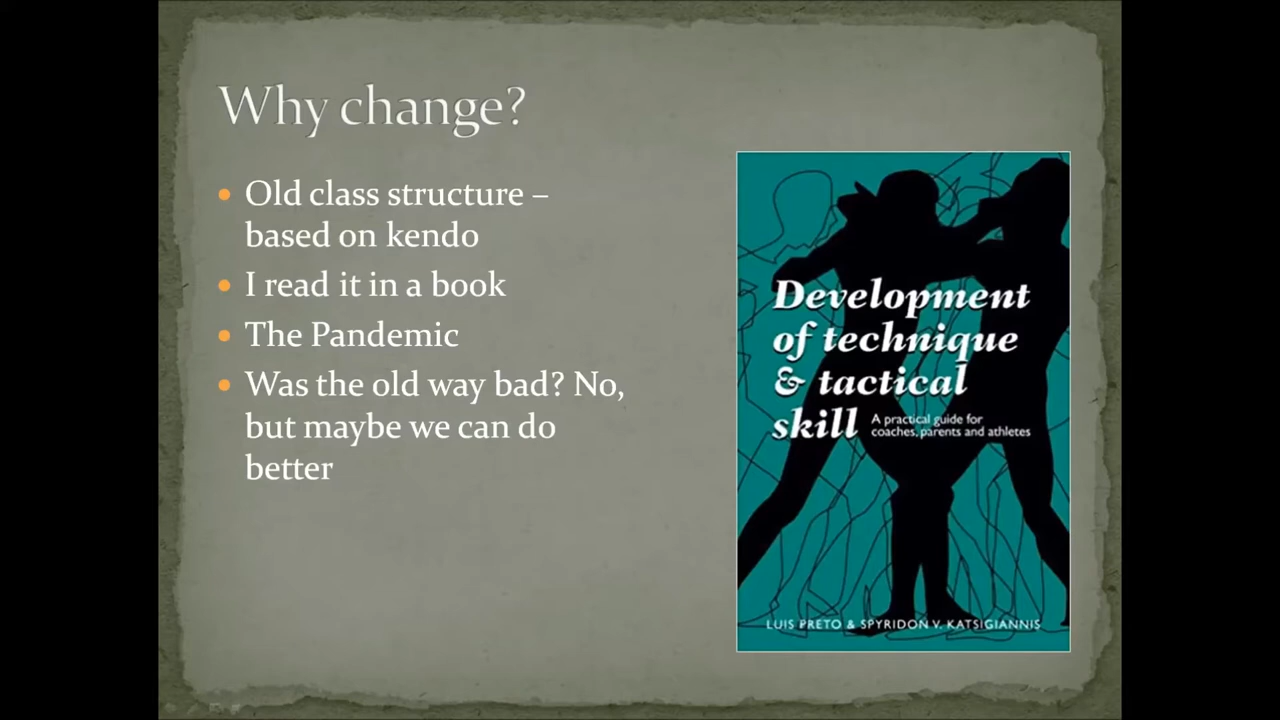 Why change?
Old class structure –
based on kendo
I read it in a book
The Pandemic
Was the old way bad? No,
but maybe we can do
better
Development
of technique
& tactical
skill
A practical guide for
coaches, parents and athletes
LUIS PRETO & SPYRIDON V. KATSIGIANNIS